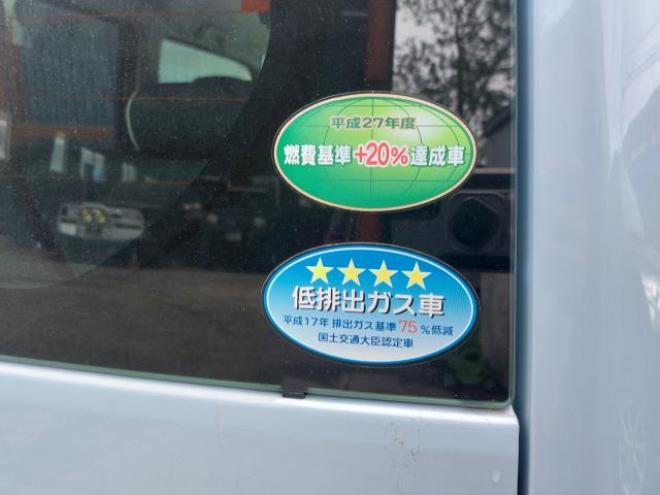 平成27年度
燃費基準+20%達成車
低排出ガス車
平成17年排出ガス基準75%低減
国土交通大臣認定車